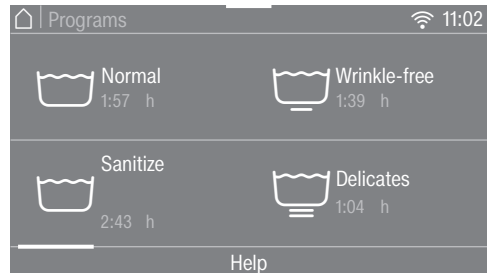 Programs 11:02
Normal
1:57 h
Wrinkle-free
1:39 h
Sanitize
2:43 h
Delicates
1:04 h
Help